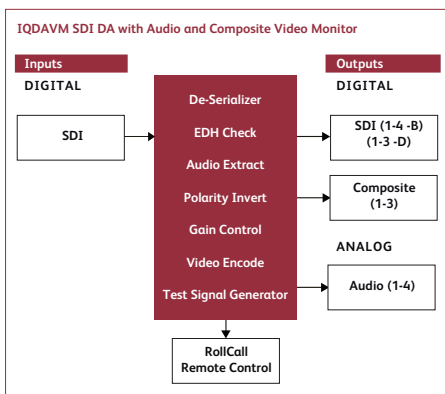 IQDAVM SDI DA with Audio and Composite Video Monitor
Inputs
Outputs
DIGITAL
DIGITAL
SDI
De-Serializer
EDH Check
Audio Extract
Polarity Invert
Gain Control
Video Encode
Test Signal Generator
SDI (1-4 -B)
(1-3 -D)
Composite
(1-3)
ANALOG
Audio (1-4)
RollCall
Remote Control